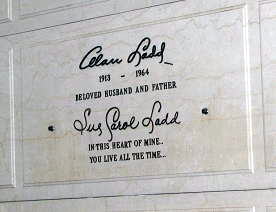 Alan Ladd
1913 - 1964
BELOVED HUSBAND AND FATHER
Sue Carol Ladd
IN THIS HEART OF MINE..
YOU LIVE ALL THE TIME...